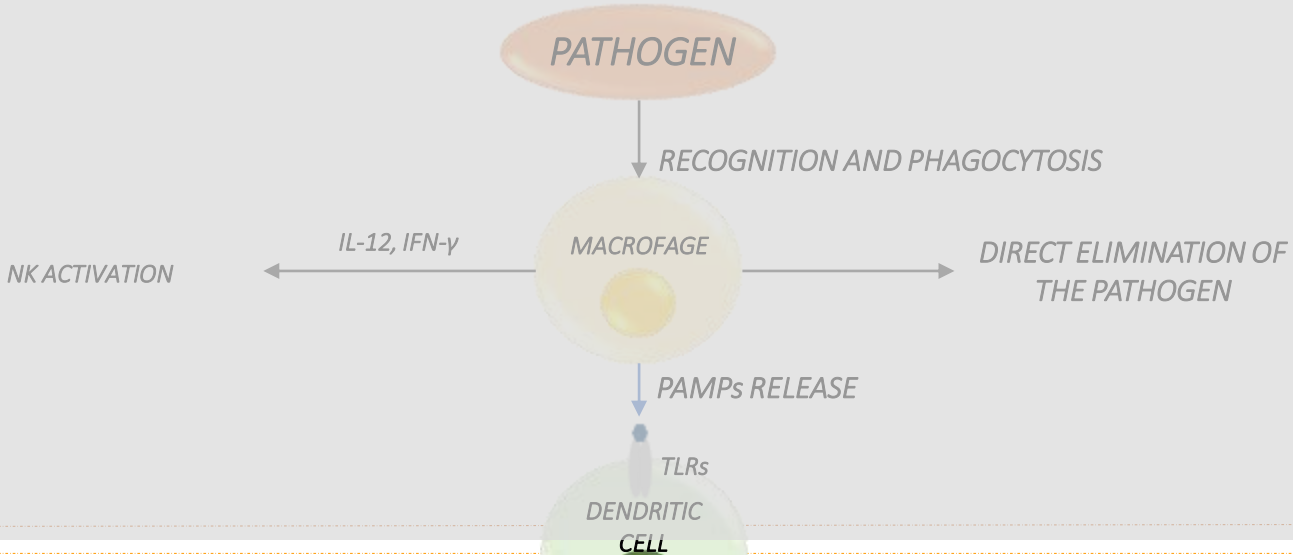 PATHOGEN
RECOGNITION AND PHAGOCYTOSIS
IL-12, IFN-γ
MACROFAGE
NK ACTIVATION
DIRECT ELIMINATION OF
THE PATHOGEN
PAMPs RELEASE
TLRs
DENDRITIC
CELL